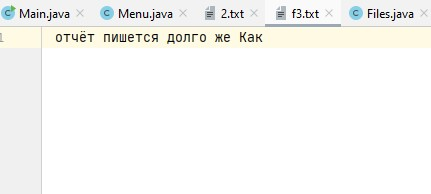 Main.java Menu.java 2.txt f3.txt Files.java
1 отчёт пишется долго же Как